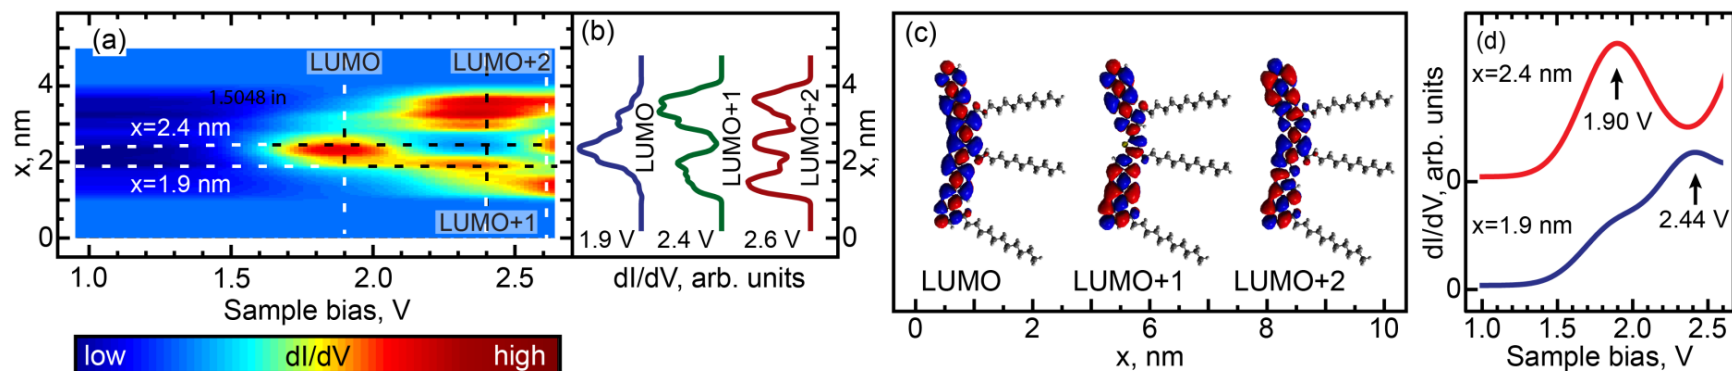 (a)
LUMO
LUMO+2
1.5048 in
x=2.4 nm
x=1.9 nm
LUMO+1
4
2
0
x, nm
1.0
1.5
2.0
2.5
Sample bias, V
low
dI/dV
high
(b)
LUMO
LUMO+1
LUMO+2
1.9 V
2.4 V
2.6 V
4
2
0
x, nm
dI/dV, arb. units
(c)
LUMO
LUMO+1
LUMO+2
0
2
4
6
8
10
x, nm
(d)
x=2.4 nm
1.90 V
0
x=1.9 nm
2.44 V
0
dI/dV, arb. units
1.0
1.5
2.0
2.5
Sample bias, V